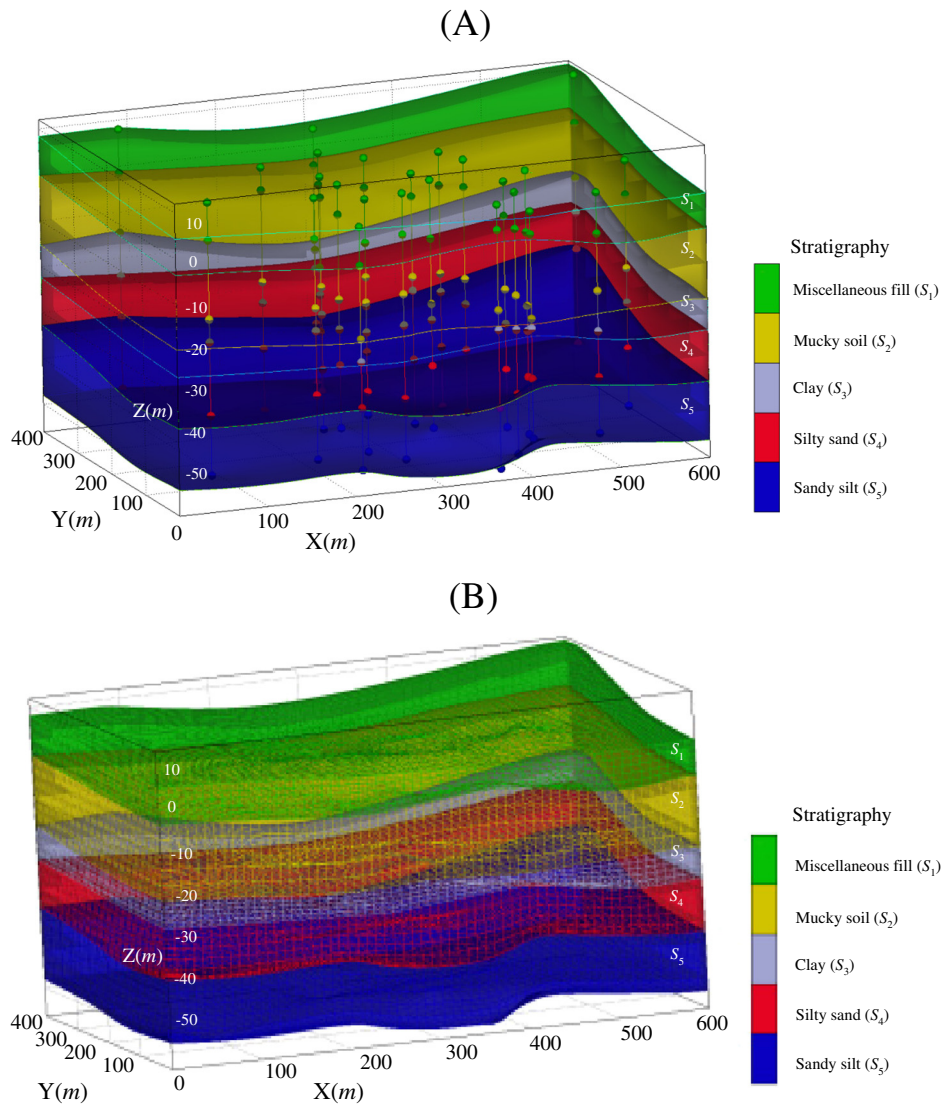 (A)
10
0
-10
-20
-30
Z(m)
-40
-50
400
300
200
100
0
Y(m)
100
200
300
400
500
600
X(m)
S1
S2
S3
S4
S5
Stratigraphy
Miscellaneous fill (S1)
Mucky soil (S2)
Clay (S3)
Silty sand (S4)
Sandy silt (S5)
(B)
10
0
-10
-20
-30
Z(m)
-40
-50
400
300
200
100
0
Y(m)
100
200
300
400
500
600
X(m)
S1
S2
S3
S4
S5
Stratigraphy
Miscellaneous fill (S1)
Mucky soil (S2)
Clay (S3)
Silty sand (S4)
Sandy silt (S5)